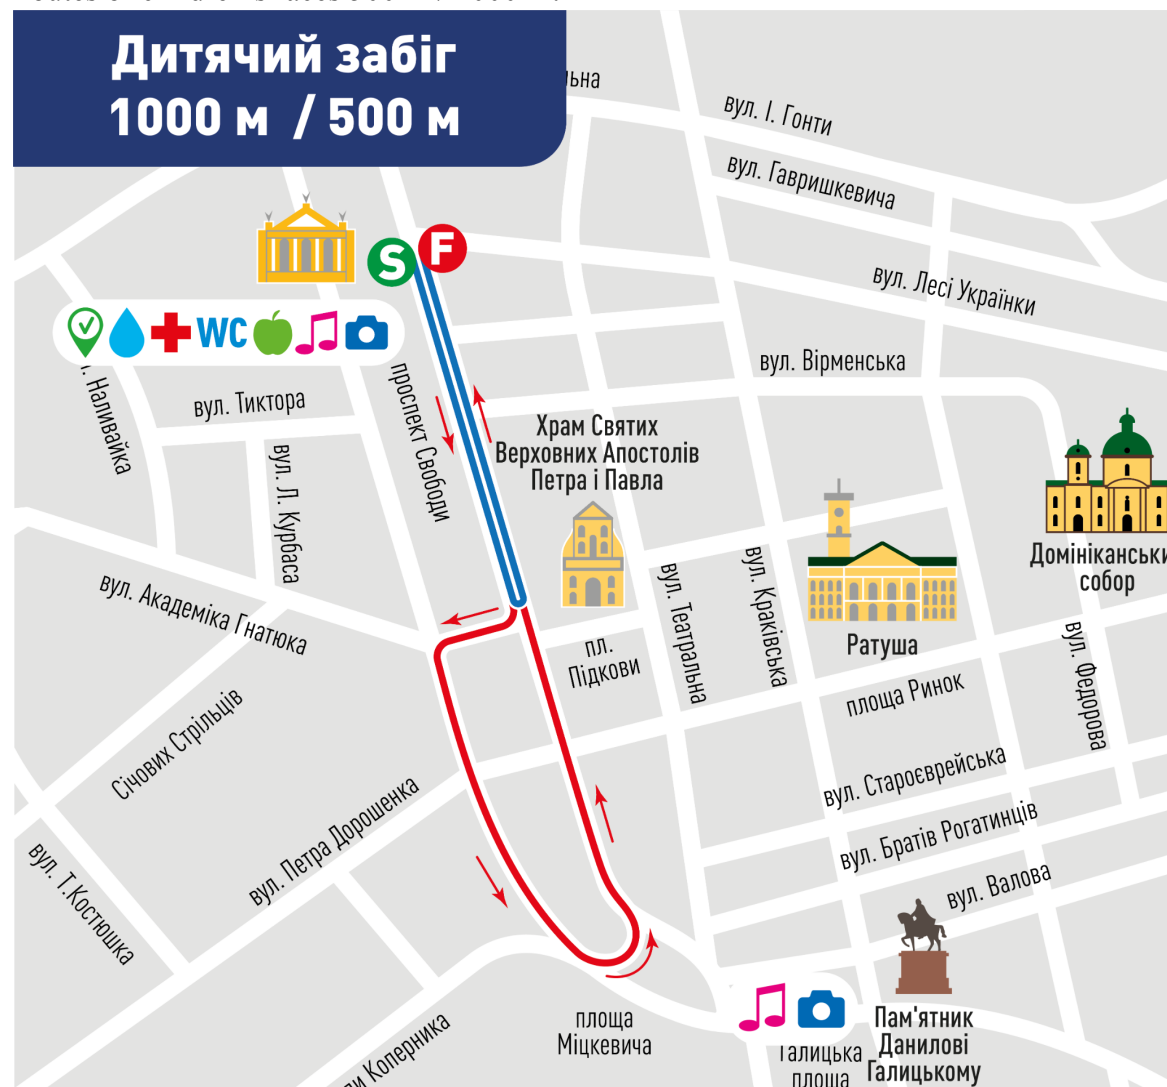 Дитячий забіг
1000 м / 500 м
вул. І. Гонти
вул. Гавришкевича
S
F
вул. Лесі Українки
WC
вул. Вірменська
Наливайка
вул. Тиктора
проспект Свободи
Храм Святих
Верховних Апостолів
Петра і Павла
вул. Л. Курбаса
Домініканськи
собор
вул. Академіка Гнатюка
вул. Театральна
вул. Краківська
Ратуша
вул. Федорова
пл.
Підкови
площа Ринок
Січових Стрільців
вул. Староєврейська
вул. Петра Дорошенка
вул. Братів Рогатинців
вул. Т.Костюшка
вул. Валова
площа
Міцкевича
Пам'ятник
Данилові
Галицькому
Галицька
площа
Коперника